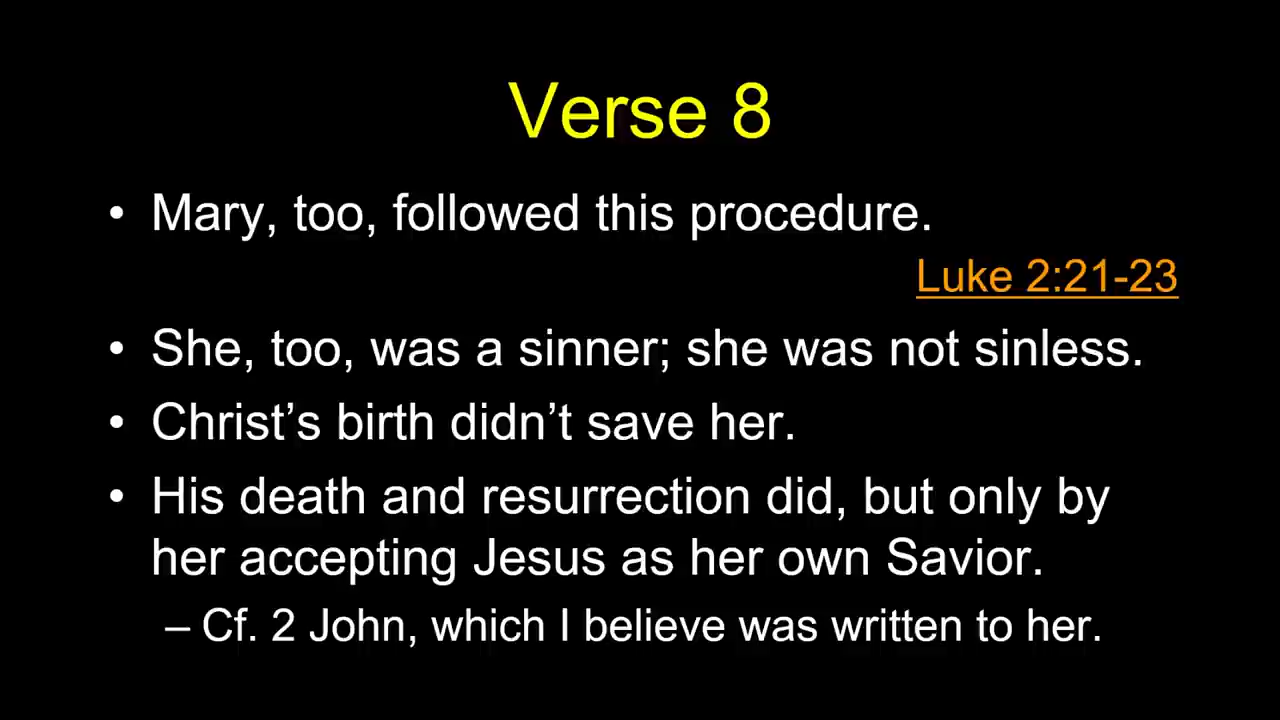 Verse 8
• Mary, too, followed this procedure.
Luke 2:21-23
• She, too, was a sinner; she was not sinless.
• Christ’s birth didn’t save her.
• His death and resurrection did, but only by
her accepting Jesus as her own Savior.
– Cf. 2 John, which I believe was written to her.